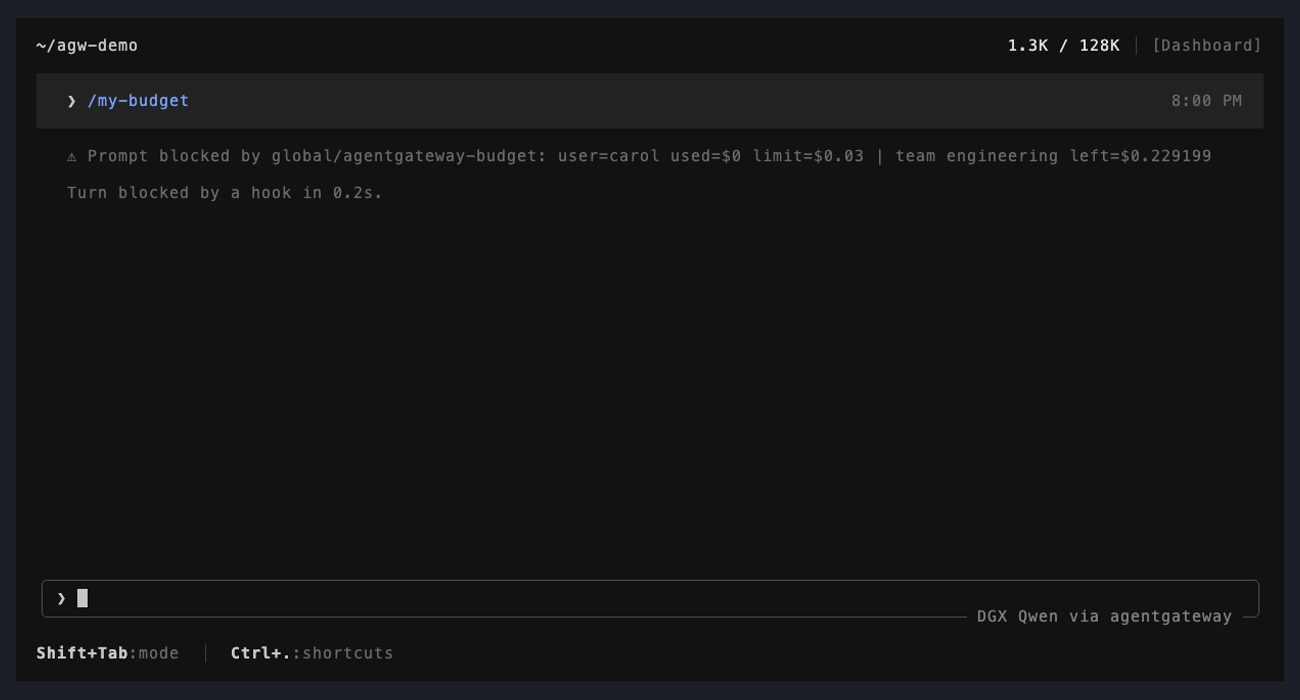 ~/agw-demo 1.3K / 128K │ [Dashboard]
❯ /my-budget 8:00 PM
⚠ Prompt blocked by global/agentgateway-budget: user=carol used=$0 limit=$0.03 | team engineering left=$0.229199
Turn blocked by a hook in 0.2s.
❯
DGX Qwen via agentgateway
Shift+Tab:mode │ Ctrl+.:shortcuts